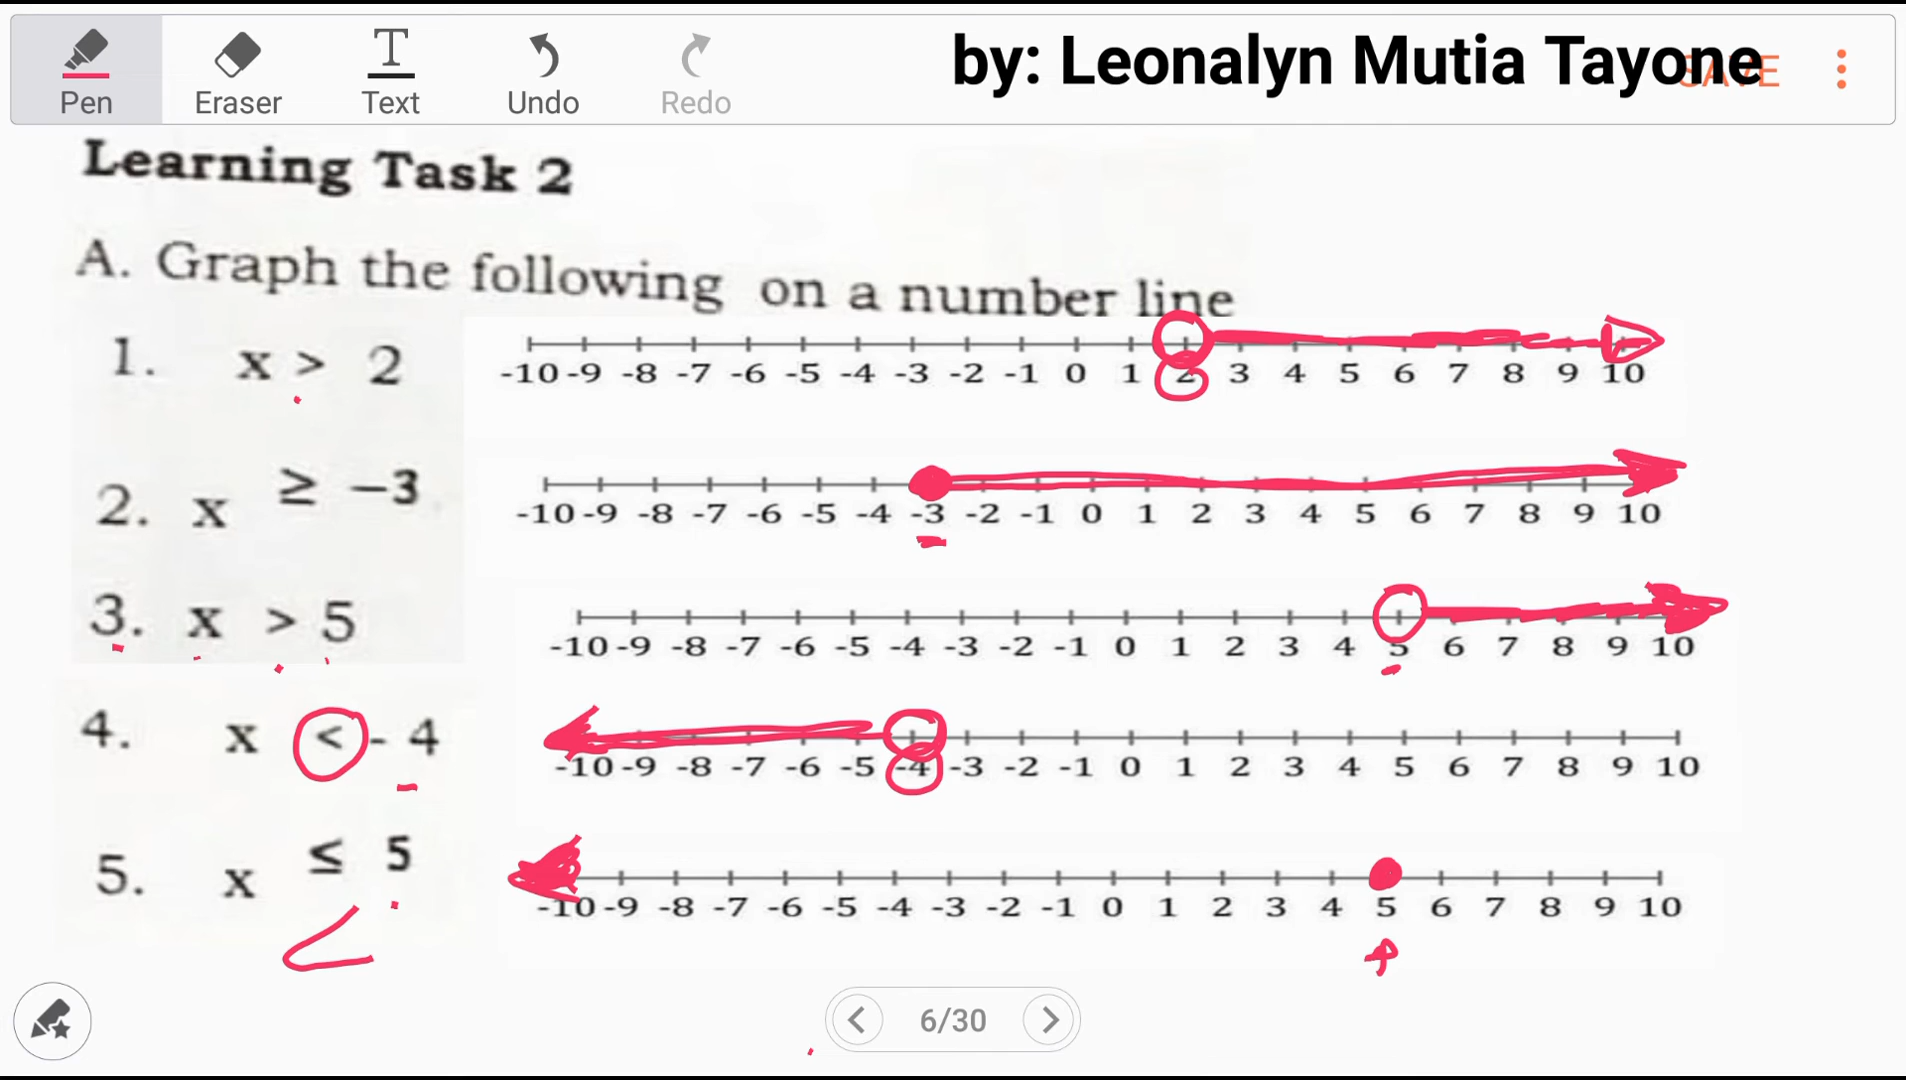 by: Leonalyn Mutia Tayone
Pen Eraser Text Undo Redo SAVE
Learning Task 2
A. Graph the following on a number line
1. x > 2
-10 -9 -8 -7 -6 -5 -4 -3 -2 -1 0 1 2 3 4 5 6 7 8 9 10
2. x ≥ -3
-10 -9 -8 -7 -6 -5 -4 -3 -2 -1 0 1 2 3 4 5 6 7 8 9 10
3. x > 5
-10 -9 -8 -7 -6 -5 -4 -3 -2 -1 0 1 2 3 4 5 6 7 8 9 10
4. x < - 4
-10 -9 -8 -7 -6 -5 -4 -3 -2 -1 0 1 2 3 4 5 6 7 8 9 10
5. x ≤ 5
-10 -9 -8 -7 -6 -5 -4 -3 -2 -1 0 1 2 3 4 5 6 7 8 9 10
6/30